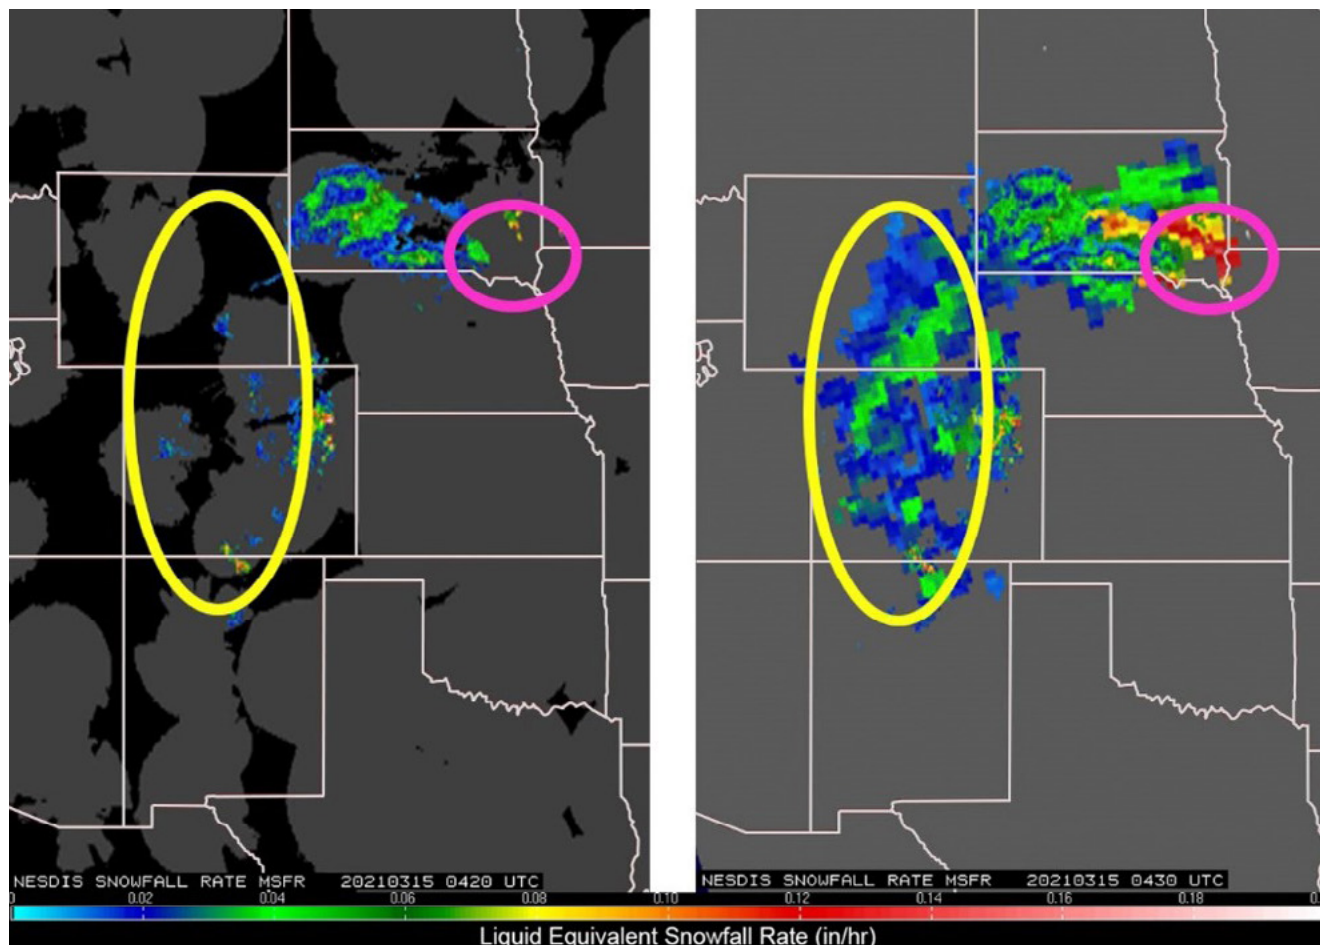 NESDIS SNOWFALL RATE MSFR 20210315 0420 UTC
NESDIS SNOWFALL RATE MSFR 20210315 0430 UTC
0 0.02 0.04 0.06 0.08 0.10 0.12 0.14 0.16 0.18
Liquid Equivalent Snowfall Rate (in/hr)